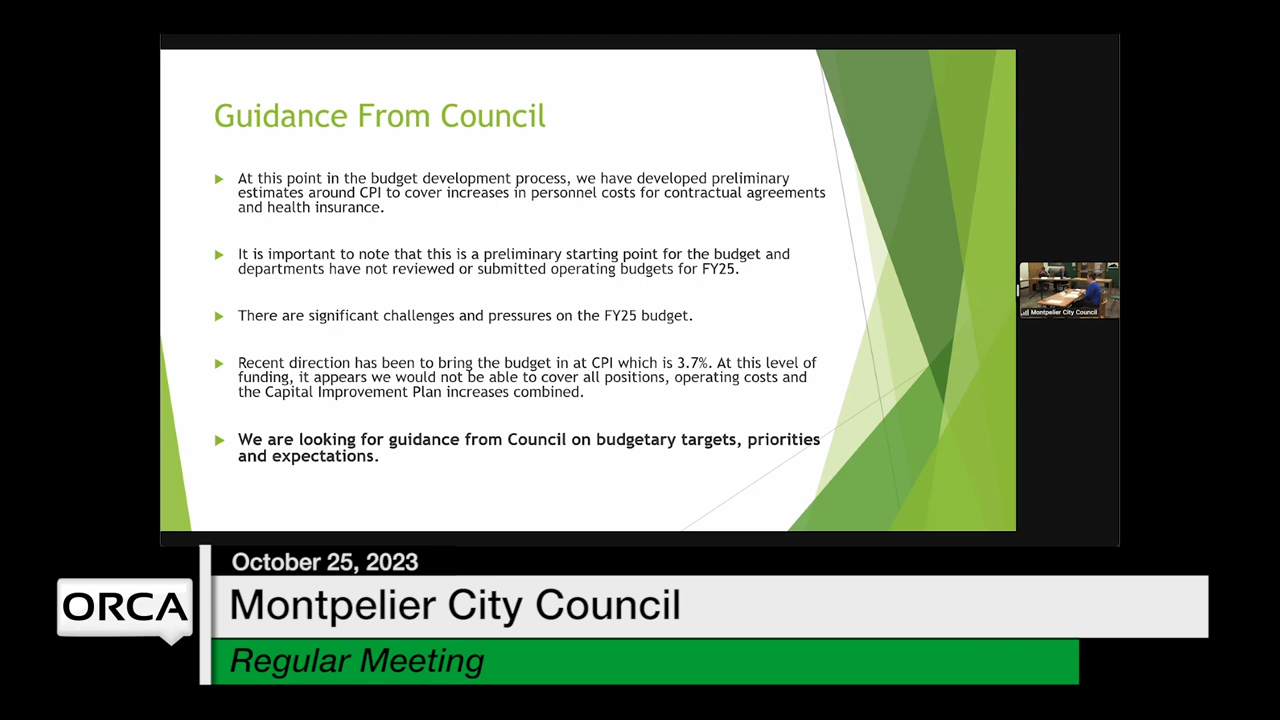 Guidance From Council
At this point in the budget development process, we have developed preliminary
estimates around CPI to cover increases in personnel costs for contractual agreements
and health insurance.
It is important to note that this is a preliminary starting point for the budget and
departments have not reviewed or submitted operating budgets for FY25.
There are significant challenges and pressures on the FY25 budget.
Recent direction has been to bring the budget in at CPI which is 3.7%. At this level of
funding, it appears we would not be able to cover all positions, operating costs and
the Capital Improvement Plan increases combined.
We are looking for guidance from Council on budgetary targets, priorities
and expectations.
Montpelier City Council
October 25, 2023
ORCA
Montpelier City Council
Regular Meeting